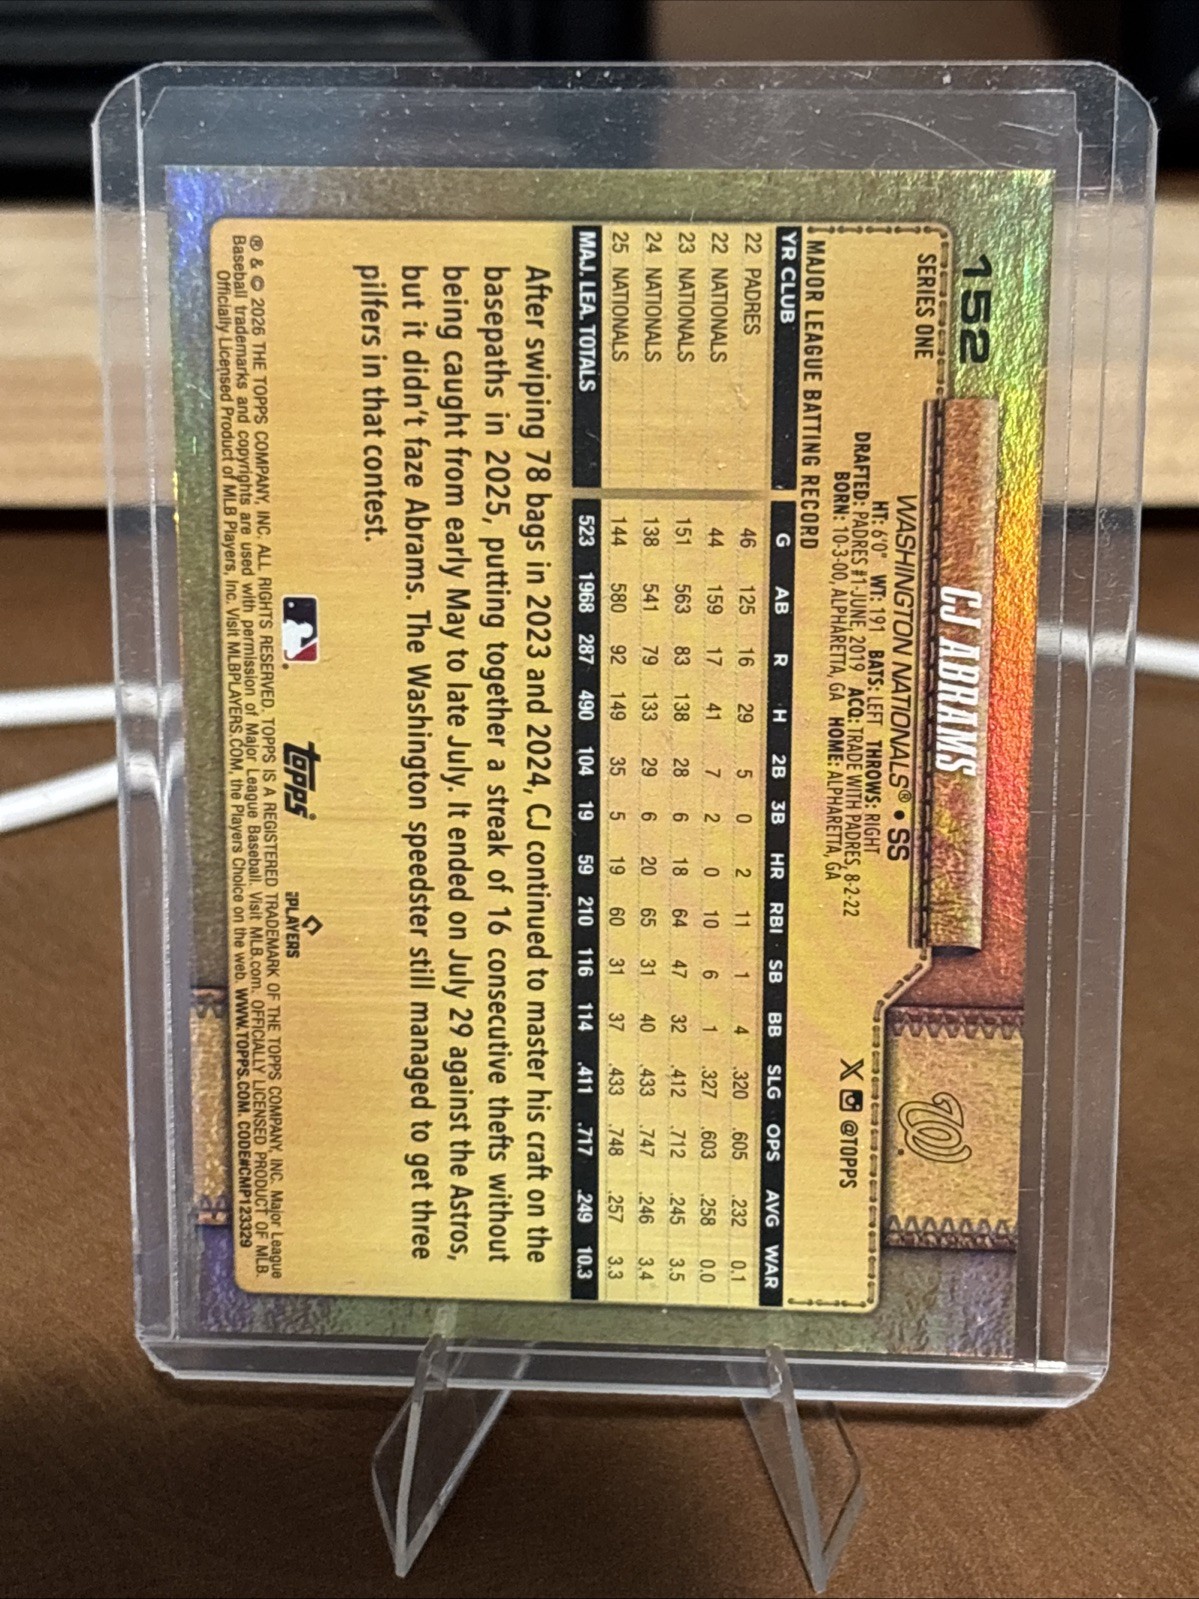 152
SERIES ONE
CJ ABRAMS
WASHINGTON NATIONALS® • SS
HT: 6'0" WT: 191 BATS: LEFT THROWS: RIGHT
DRAFTED: PADRES #1-JUNE, 2019 ACQ: TRADE WITH PADRES, 8-2-22
BORN: 10-3-00, ALPHARETTA, GA HOME: ALPHARETTA, GA
W
X @TOPPS
MAJOR LEAGUE BATTING RECORD
YR CLUB G AB R H 2B 3B HR RBI SB BB SLG OPS AVG WAR
22 PADRES 46 125 16 29 5 0 2 11 1 4 .320 .605 .232 0.1
22 NATIONALS 44 159 17 41 7 2 0 10 6 1 .327 .603 .258 0.0
23 NATIONALS 151 563 83 138 28 6 18 64 47 32 .412 .712 .245 3.5
24 NATIONALS 138 541 79 133 29 6 20 65 31 40 .433 .747 .246 3.4
25 NATIONALS 144 580 92 149 35 5 19 60 31 37 .433 .748 .257 3.3
MAJ. LEA. TOTALS 523 1968 287 490 104 19 59 210 116 114 .411 .717 .249 10.3
After swiping 78 bags in 2023 and 2024, CJ continued to master his craft on the
basepaths in 2025, putting together a streak of 16 consecutive thefts without
being caught from early May to late July. It ended on July 29 against the Astros,
but it didn't faze Abrams. The Washington speedster still managed to get three
pilfers in that contest.
topps®
PLAYERS
® & © 2026 THE TOPPS COMPANY, INC. ALL RIGHTS RESERVED. TOPPS IS A REGISTERED TRADEMARK OF THE TOPPS COMPANY, INC. Major League
Baseball trademarks and copyrights are used with permission of Major League Baseball. Visit MLB.com. OFFICIALLY LICENSED PRODUCT OF MLB.
Officially Licensed Product of MLB Players, Inc. Visit MLBPLAYERS.COM, the Players Choice on the web. WWW.TOPPS.COM. CODE#CMP123329